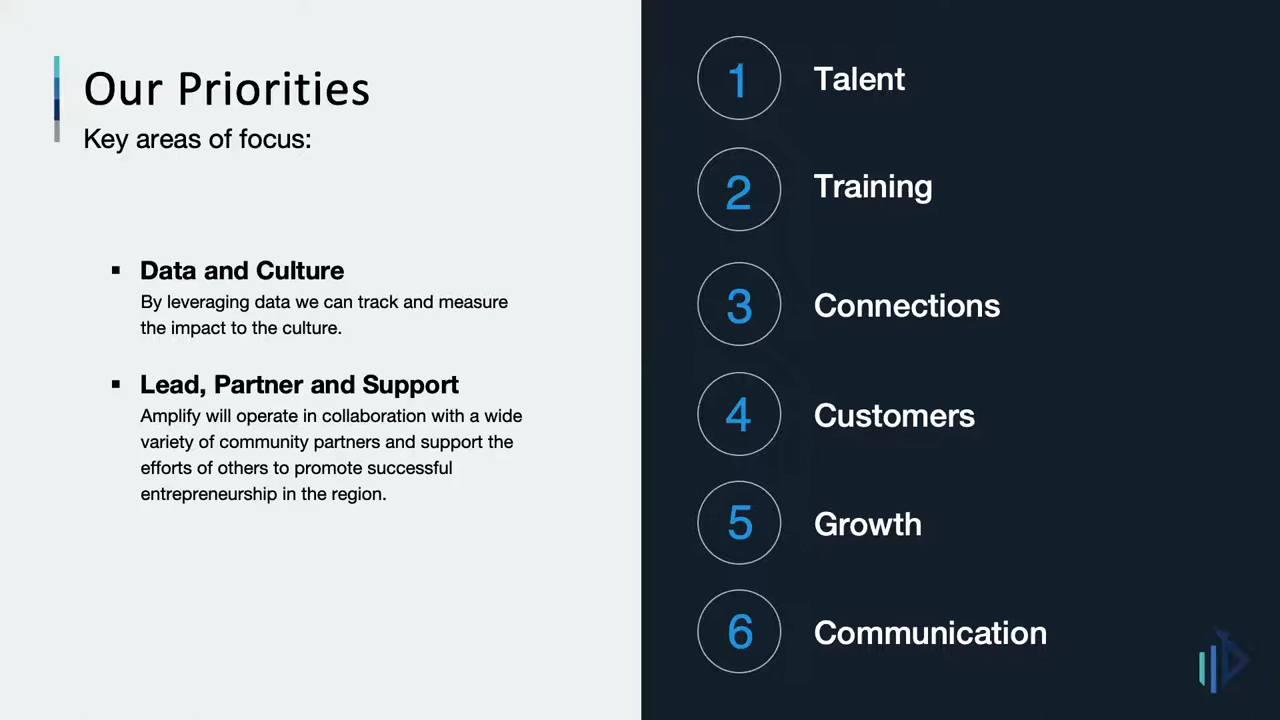 Our Priorities
Key areas of focus:
▪ Data and Culture
By leveraging data we can track and measure
the impact to the culture.
▪ Lead, Partner and Support
Amplify will operate in collaboration with a wide
variety of community partners and support the
efforts of others to promote successful
entrepreneurship in the region.
1 Talent
2 Training
3 Connections
4 Customers
5 Growth
6 Communication